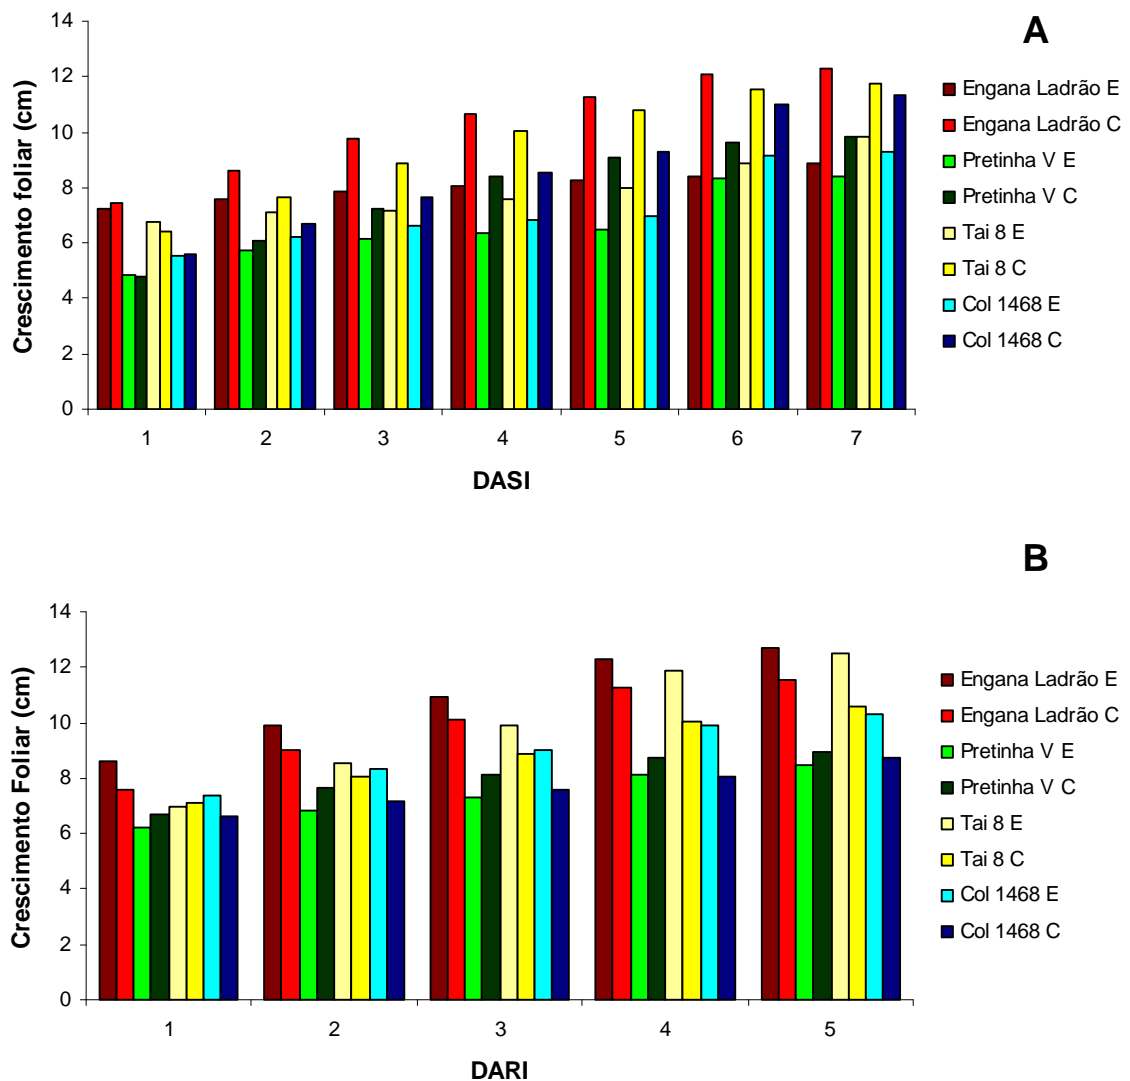 A
Crescimento foliar (cm)
14
12
10
8
6
4
2
0
1 2 3 4 5 6 7
DASI
Engana Ladrão E
Engana Ladrão C
Pretinha V E
Pretinha V C
Tai 8 E
Tai 8 C
Col 1468 E
Col 1468 C
B
Crescimento Foliar (cm)
14
12
10
8
6
4
2
0
1 2 3 4 5
DARI
Engana Ladrão E
Engana Ladrão C
Pretinha V E
Pretinha V C
Tai 8 E
Tai 8 C
Col 1468 E
Col 1468 C